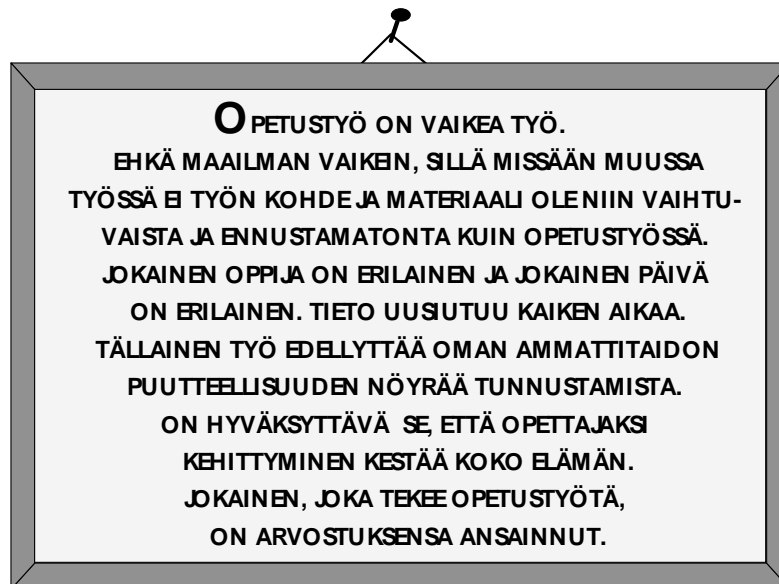 OPETUSTYÖ ON VAIKEA TYÖ.
EHKÄ MAAILMAN VAIKEIN, SILLÄ MISSÄÄN MUUSSA
TYÖSSÄ EI TYÖN KOHDE JA MATERIAALI OLE NIIN VAIHTU-
VAISTA JA ENNUSTAMATONTA KUIN OPETUSTYÖSSÄ.
JOKAINEN OPPIJA ON ERILAINEN JA JOKAINEN PÄIVÄ
ON ERILAINEN. TIETO UUSIUTUU KAIKEN AIKAA.
TÄLLAINEN TYÖ EDELLYTTÄÄ OMAN AMMATTITAIDON
PUUTTEELLISUUDEN NÖYRÄÄ TUNNUSTAMISTA.
ON HYVÄKSYTTÄVÄ SE, ETTÄ OPETTAJAKSI
KEHITTYMINEN KESTÄÄ KOKO ELÄMÄN.
JOKAINEN, JOKA TEKEE OPETUSTYÖTÄ,
ON ARVOSTUKSENSA ANSAINNUT.